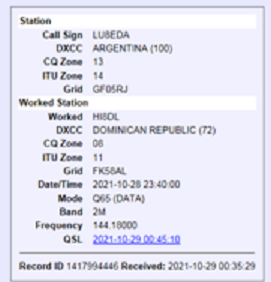 Station
Call Sign LU8EDA
DXCC ARGENTINA (100)
CQ Zone 13
ITU Zone 14
Grid GF05RJ
Worked Station
Worked HI8DL
DXCC DOMINICAN REPUBLIC (72)
CQ Zone 08
ITU Zone 11
Grid FK58AL
Date/Time 2021-10-28 23:40:00
Mode Q65 (DATA)
Band 2M
Frequency 144.18000
QSL 2021-10-29 00:45:10
Record ID 1417994446 Received: 2021-10-29 00:35:29